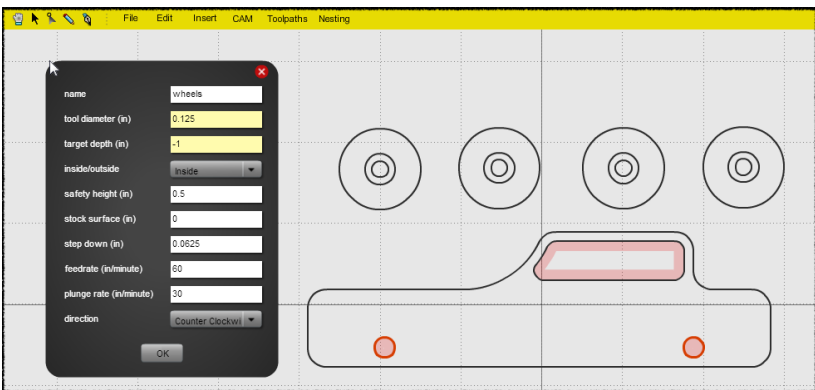 File Edit Insert CAM Toolpaths Nesting
name wheels
tool diameter (in) 0.125
target depth (in) -1
inside/outside Inside
safety height (in) 0.5
stock surface (in) 0
step down (in) 0.0625
feedrate (in/minute) 60
plunge rate (in/minute) 30
direction Counter Clockwi
OK